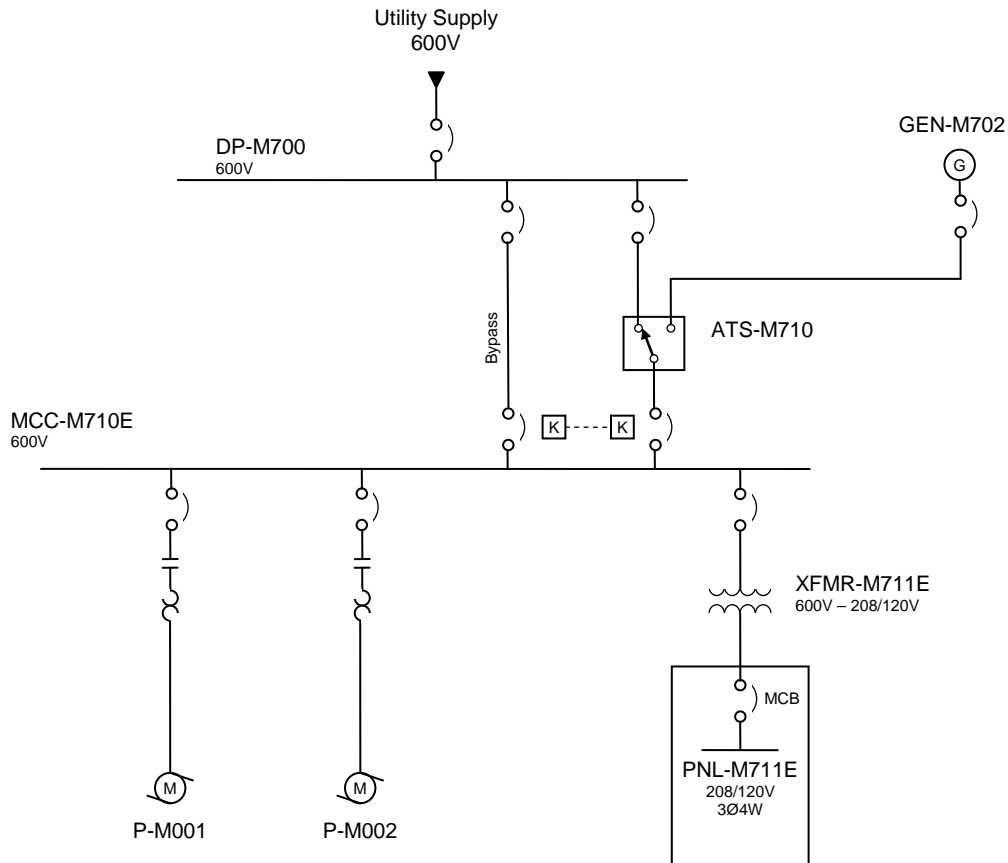 Utility Supply
600V
GEN-M702
DP-M700
600V
G
ATS-M710
Bypass
MCC-M710E
600V
K
K
XFMR-M711E
600V – 208/120V
MCB
PNL-M711E
208/120V
3Ø4W
M
M
P-M001
P-M002